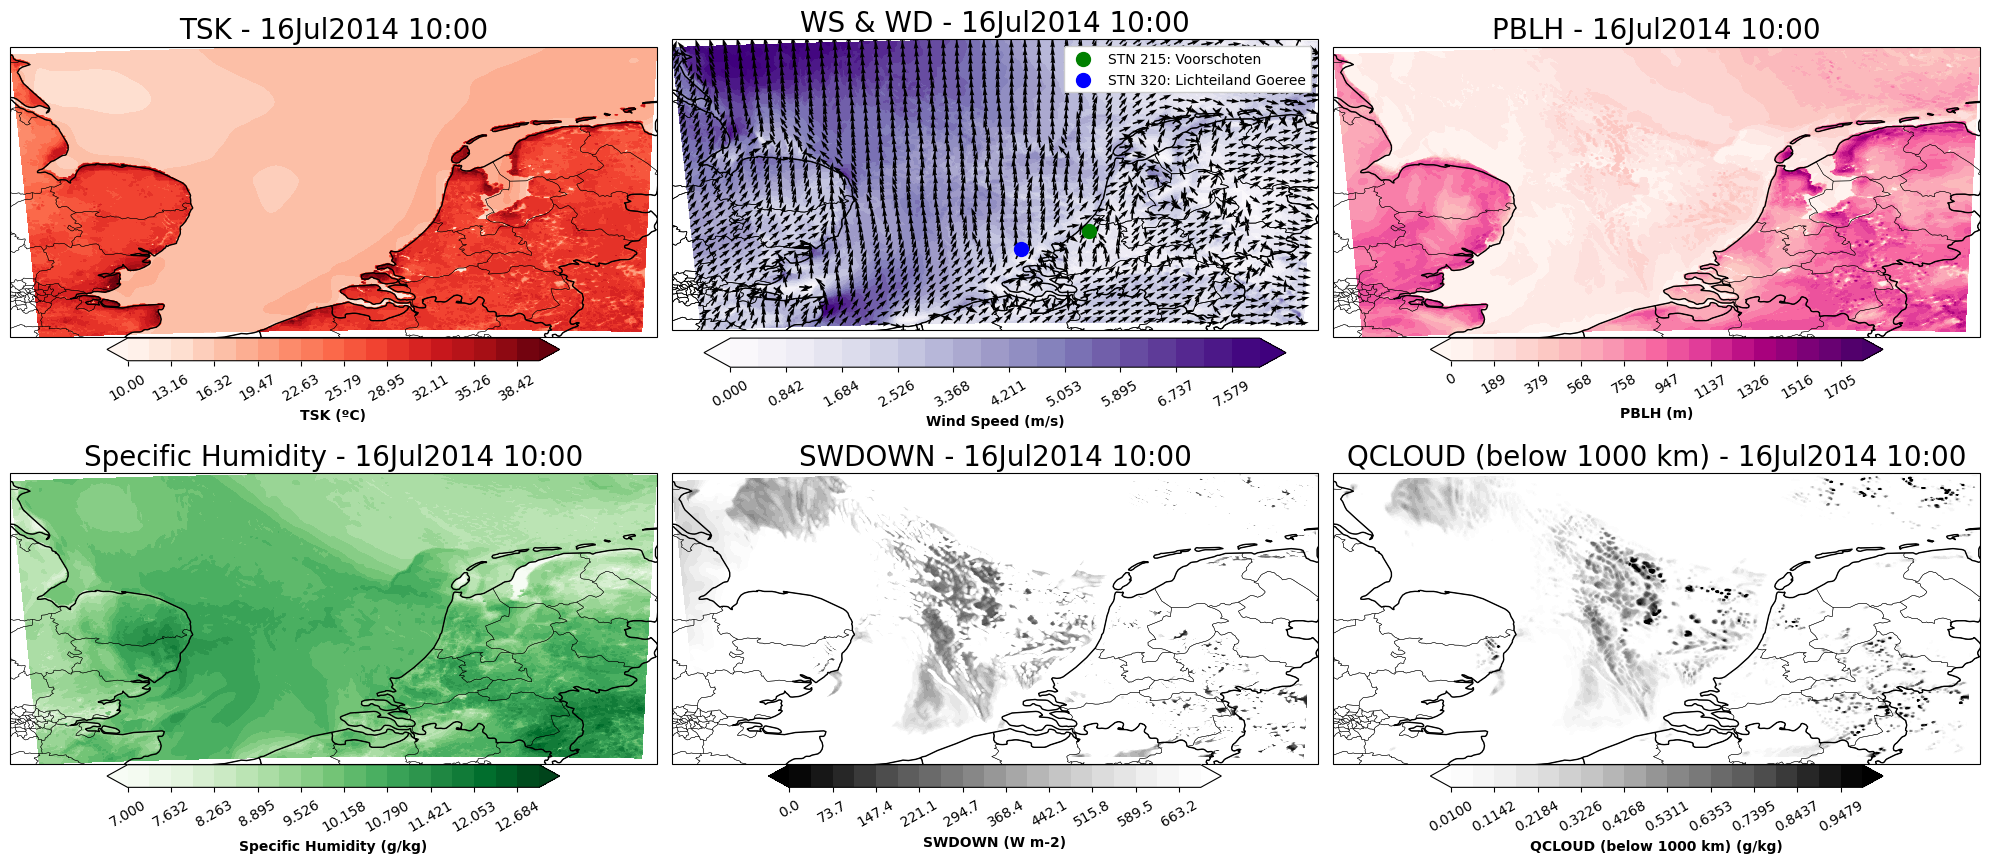 TSK - 16Jul2014 10:00
10.00 13.16 16.32 19.47 22.63 25.79 28.95 32.11 35.26 38.42
TSK (ºC)
WS & WD - 16Jul2014 10:00
STN 215: Voorschoten
STN 320: Lichteiland Goeree
0.000 0.842 1.684 2.526 3.368 4.211 5.053 5.895 6.737 7.579
Wind Speed (m/s)
PBLH - 16Jul2014 10:00
0 189 379 568 758 947 1137 1326 1516 1705
PBLH (m)
Specific Humidity - 16Jul2014 10:00
7.000 7.632 8.263 8.895 9.526 10.158 10.790 11.421 12.053 12.684
Specific Humidity (g/kg)
SWDOWN - 16Jul2014 10:00
0.0 73.7 147.4 221.1 294.7 368.4 442.1 515.8 589.5 663.2
SWDOWN (W m-2)
QCLOUD (below 1000 km) - 16Jul2014 10:00
0.0100 0.1142 0.2184 0.3226 0.4268 0.5311 0.6353 0.7395 0.8437 0.9479
QCLOUD (below 1000 km) (g/kg)